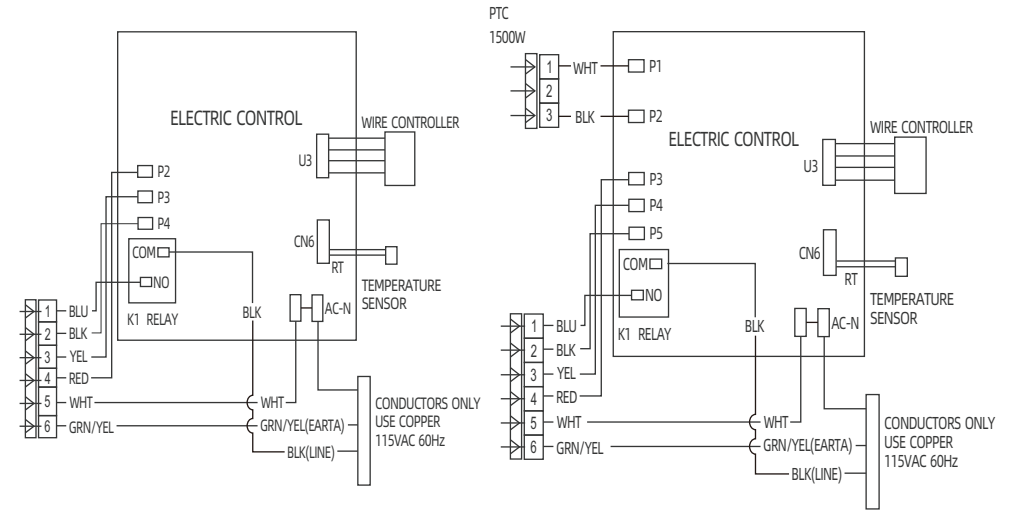 ELECTRIC CONTROL
WIRE CONTROLLER
U3
P2
P3
P4
COM
NO
K1 RELAY
CN6
RT
TEMPERATURE
SENSOR
AC-N
BLK
1 BLU
2 BLK
3 YEL
4 RED
5 WHT WHT
6 GRN/YEL GRN/YEL(EARTA)
BLK(LINE)
CONDUCTORS ONLY
USE COPPER
115VAC 60Hz
PTC
1500W
1 WHT P1
2
3 BLK P2
ELECTRIC CONTROL
WIRE CONTROLLER
U3
P3
P4
P5
COM
NO
K1 RELAY
CN6
RT
TEMPERATURE
SENSOR
AC-N
BLK
1 BLU
2 BLK
3 YEL
4 RED
5 WHT WHT
6 GRN/YEL GRN/YEL(EARTA)
BLK(LINE)
CONDUCTORS ONLY
USE COPPER
115VAC 60Hz